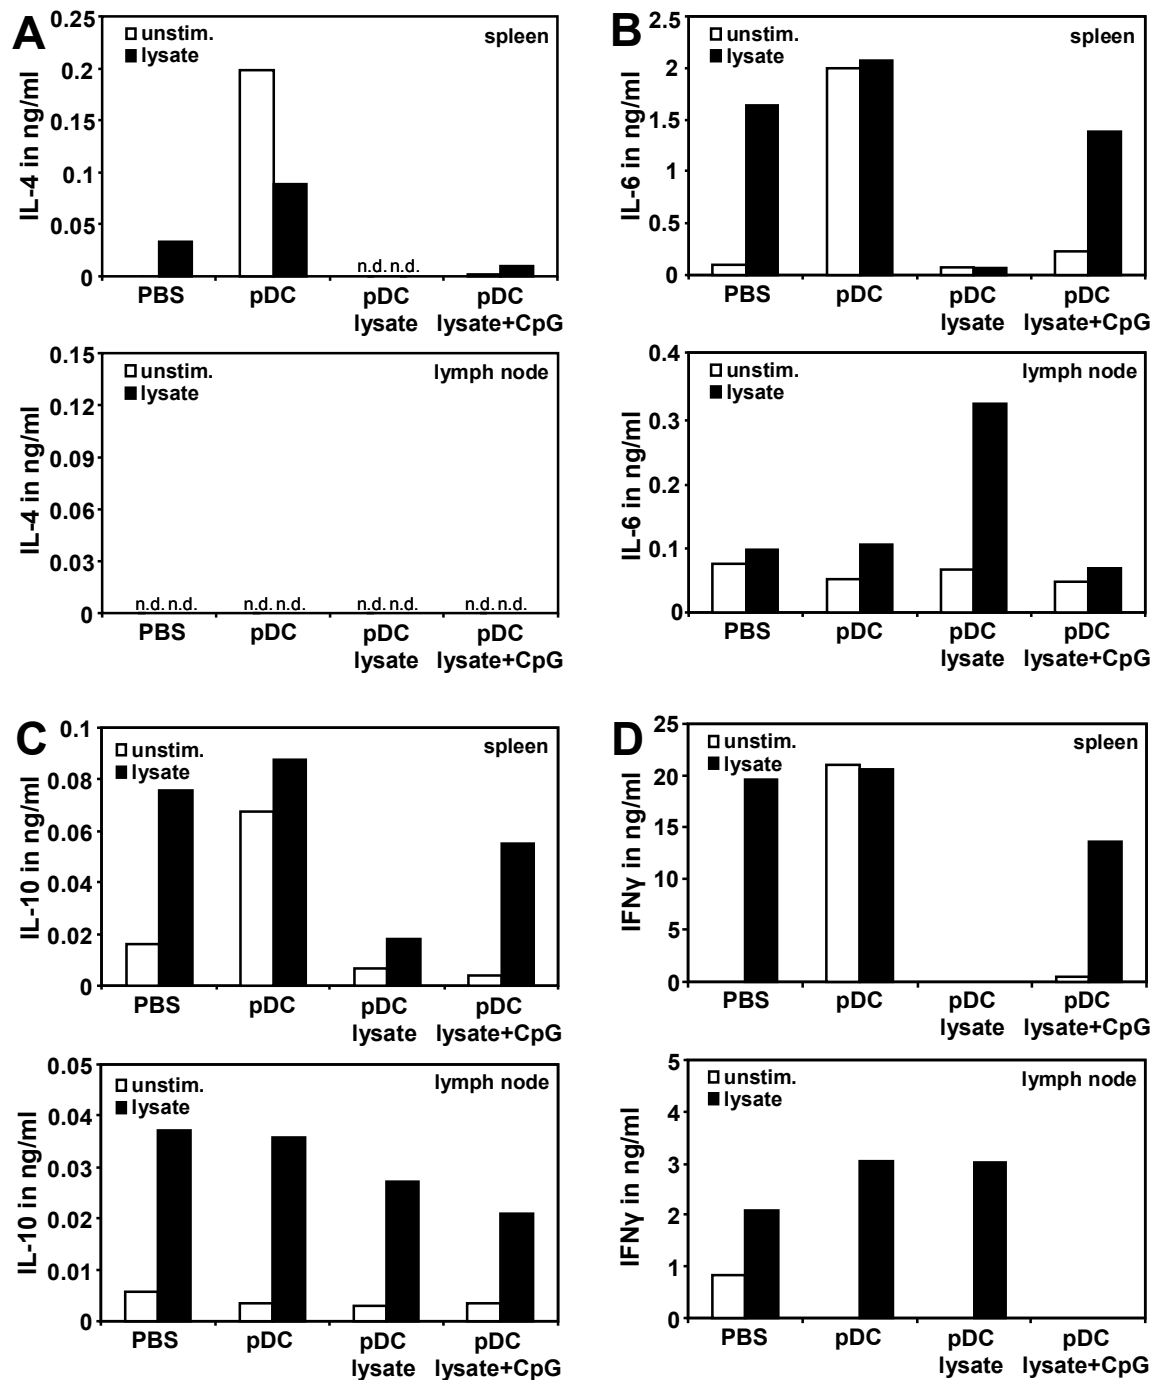 A
IL-4 in ng/ml
0.25
0.2
0.15
0.1
0.05
0
unstim.
lysate
spleen
n.d. n.d.
PBS
pDC
pDC
lysate
pDC
lysate+CpG
IL-4 in ng/ml
0.15
0.12
0.09
0.06
0.03
0
unstim.
lysate
lymph node
n.d. n.d.
n.d. n.d.
n.d. n.d.
n.d. n.d.
PBS
pDC
pDC
lysate
pDC
lysate+CpG
B
IL-6 in ng/ml
2.5
2
1.5
1
0.5
0
unstim.
lysate
spleen
PBS
pDC
pDC
lysate
pDC
lysate+CpG
IL-6 in ng/ml
0.4
0.3
0.2
0.1
0
unstim.
lysate
lymph node
PBS
pDC
pDC
lysate
pDC
lysate+CpG
C
IL-10 in ng/ml
0.1
0.08
0.06
0.04
0.02
0
unstim.
lysate
spleen
PBS
pDC
pDC
lysate
pDC
lysate+CpG
IL-10 in ng/ml
0.05
0.04
0.03
0.02
0.01
0
unstim.
lysate
lymph node
PBS
pDC
pDC
lysate
pDC
lysate+CpG
D
IFNγ in ng/ml
25
20
15
10
5
0
unstim.
lysate
spleen
PBS
pDC
pDC
lysate
pDC
lysate+CpG
IFNγ in ng/ml
5
4
3
2
1
0
unstim.
lysate
lymph node
PBS
pDC
pDC
lysate
pDC
lysate+CpG